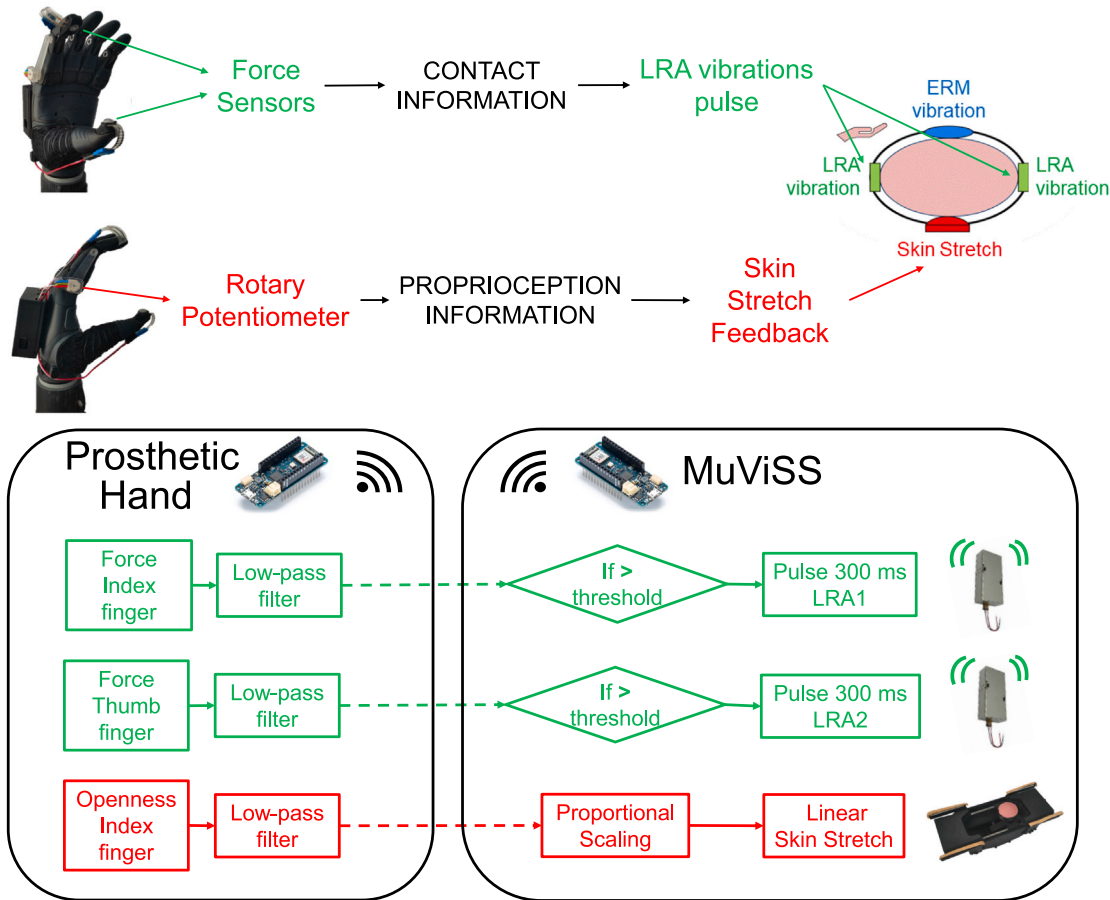 Force
Sensors
CONTACT
INFORMATION
LRA vibrations
pulse
ERM
vibration
LRA
vibration
LRA
vibration
Skin Stretch
Rotary
Potentiometer
PROPRIOCEPTION
INFORMATION
Skin
Stretch
Feedback
Prosthetic
Hand
MuViSS
Force
Index
finger
Low-pass
filter
If >
threshold
Pulse 300 ms
LRA1
Force
Thumb
finger
Low-pass
filter
If >
threshold
Pulse 300 ms
LRA2
Openness
Index
finger
Low-pass
filter
Proportional
Scaling
Linear
Skin Stretch